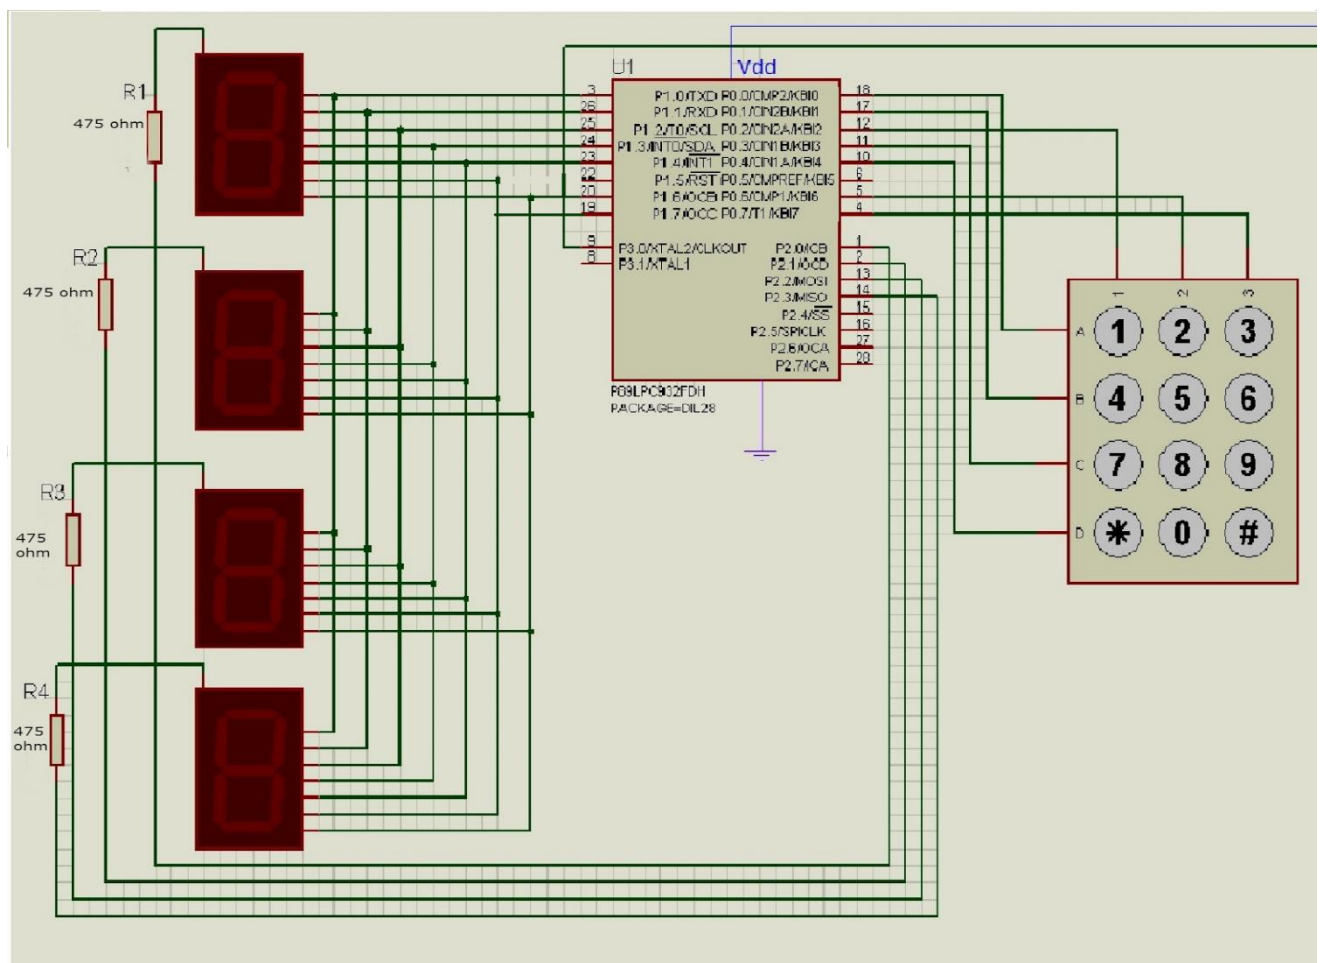 U1
Vdd
R1
475 ohm
R2
475 ohm
R3
475
ohm
R4
475
ohm
3
26
25
24
23
22
20
19
9
8
P1.0/TXD P0.0/CMP2/KBI0
P1.1/RXD P0.1/CIN2B/KBI1
P1.2/T0/SCL P0.2/CIN2A/KBI2
P1.3/INT0/SDA P0.3/CIN1B/KBI3
P1.4/INT1 P0.4/CIN1A/KBI4
P1.5/RST P0.5/CMPREF/KBI5
P1.6/OCB P0.6/CMP1/KBI6
P1.7/OCC P0.7/T1/KBI7
P3.0/XTAL2/CLKOUT P2.0/ICB
P3.1/XTAL1 P2.1/OCD
P2.2/MOSI
P2.3/MISO
P2.4/SS
P2.5/SPICLK
P2.6/OCA
P2.7/ICA
18
17
12
11
10
6
5
4
1
2
13
14
15
16
27
28
P89LPC932FDH
PACKAGE=DIL28
1 2 3
A 1 2 3
B 4 5 6
C 7 8 9
D * 0 #